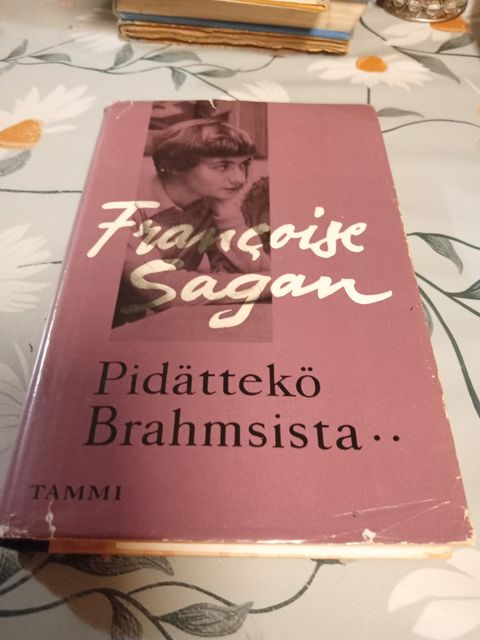 Françoise
Sagan
Pidättekö
Brahmsista..
TAMMI